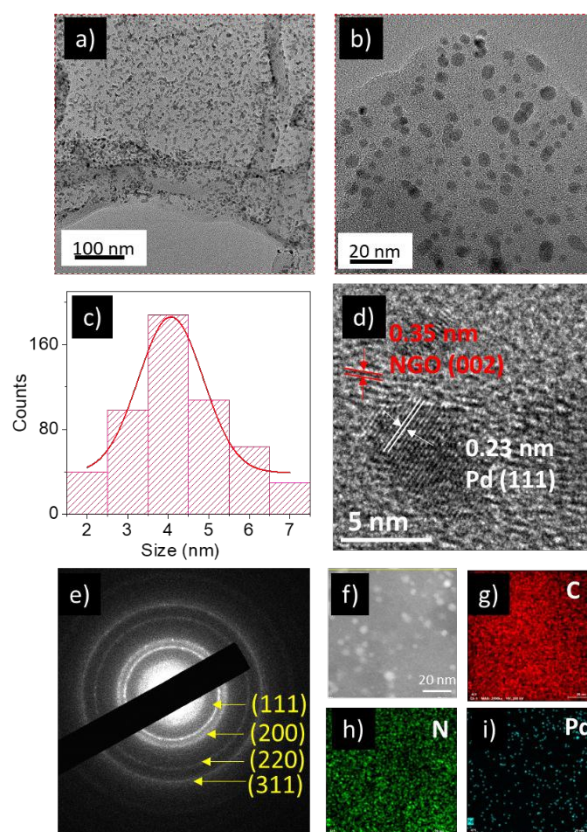 a)
100 nm
b)
20 nm
c)
160
80
0
Counts
2 3 4 5 6 7
Size (nm)
d)
0.35 nm
NGO (002)
0.23 nm
Pd (111)
5 nm
e)
(111)
(200)
(220)
(311)
f)
20 nm
g)
C
h)
N
i)
Pd